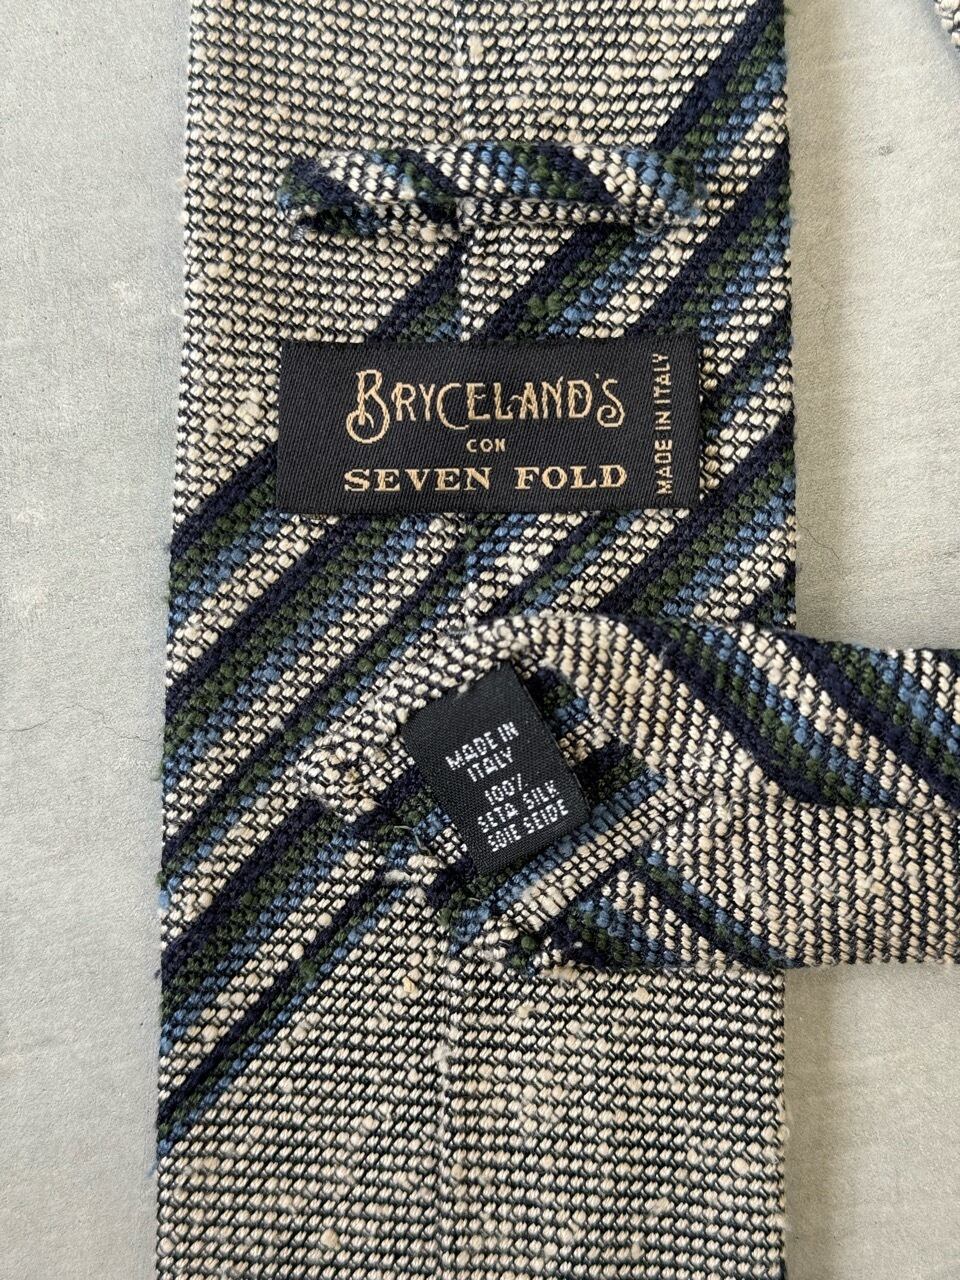 BRYCELAND'S
CON
SEVEN FOLD
MADE IN ITALY
MADE IN
ITALY
100%
SETA SILK
SOIE SEIDE